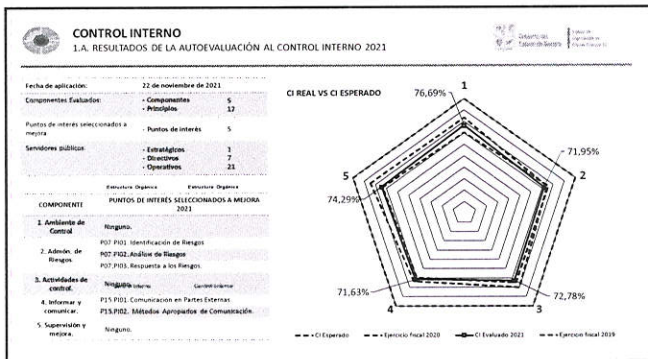 CONTROL INTERNO
1.A. RESULTADOS DE LA AUTOEVALUACIÓN AL CONTROL INTERNO 2021
Fecha de aplicación: 22 de noviembre de 2021
Componentes Evaluados: - Componentes 5
- Principios 12
Puntos de interés seleccionados a mejora - Puntos de interés 5
Servidores públicos: - Estratégicos 1
- Directivos 7
- Operativos 21
Estructura Orgánica Estructura Orgánica
COMPONENTE PUNTOS DE INTERÉS SELECCIONADOS A MEJORA 2021
1. Ambiente de Control Ninguno.
2. Admón. de Riesgos P07.PI01. Identificación de Riesgos
P07.PI02. Análisis de Riesgos
P07.PI03. Respuesta a los Riesgos.
3. Actividades de control. Ninguno.
Control Interno
4. Informar y comunicar. P15.PI01. Comunicación en Partes Externas
P15.PI02. Métodos Apropiados de Comunicación.
5. Supervisión y mejora. Ninguno.
CI REAL VS CI ESPERADO
1
76,69%
2
71,95%
3
72,78%
4
71,63%
5
74,29%
CI Esperado Ejercicio fiscal 2020 CI Evaluado 2021 Ejercicio fiscal 2019